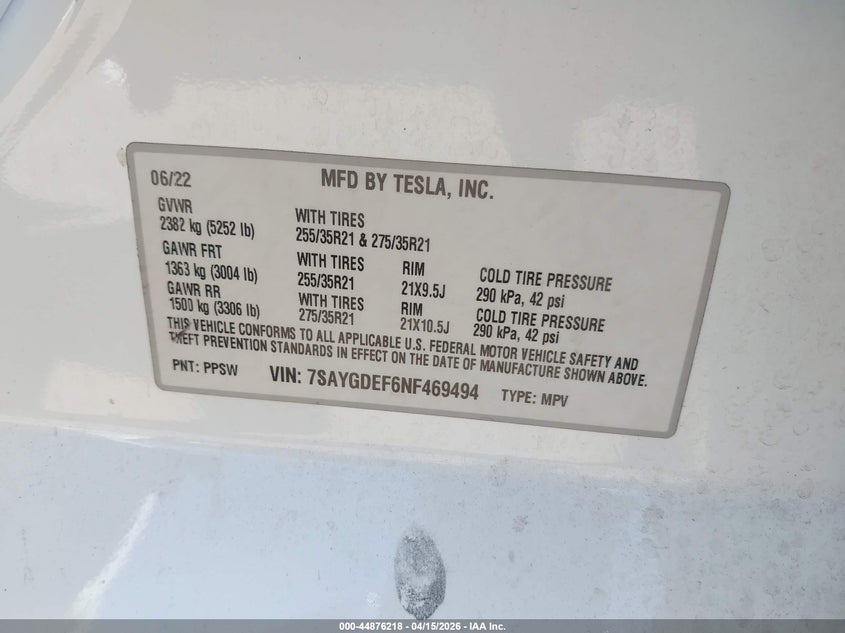 06/22 MFD BY TESLA, INC.
GVWR
2382 kg (5252 lb) WITH TIRES
255/35R21 & 275/35R21
GAWR FRT WITH TIRES RIM COLD TIRE PRESSURE
1363 kg (3004 lb) 255/35R21 21X9.5J 290 kPa, 42 psi
GAWR RR WITH TIRES RIM COLD TIRE PRESSURE
1500 kg (3306 lb) 275/35R21 21X10.5J 290 kPa, 42 psi
THIS VEHICLE CONFORMS TO ALL APPLICABLE U.S. FEDERAL MOTOR VEHICLE SAFETY AND
THEFT PREVENTION STANDARDS IN EFFECT ON THE DATE OF MANUFACTURE SHOWN ABOVE.
PNT: PPSW VIN: 7SAYGDEF6NF469494 TYPE: MPV
000-44876218 - 04/15/2026 - IAA Inc.